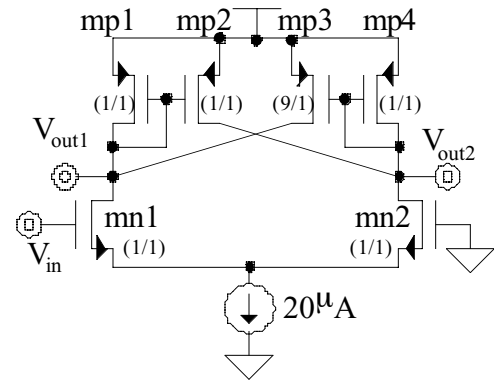 mp1 mp2 mp3 mp4
(1/1) (1/1) (9/1) (1/1)
Vout1 Vout2
mn1 mn2
Vin (1/1) (1/1)
20μA